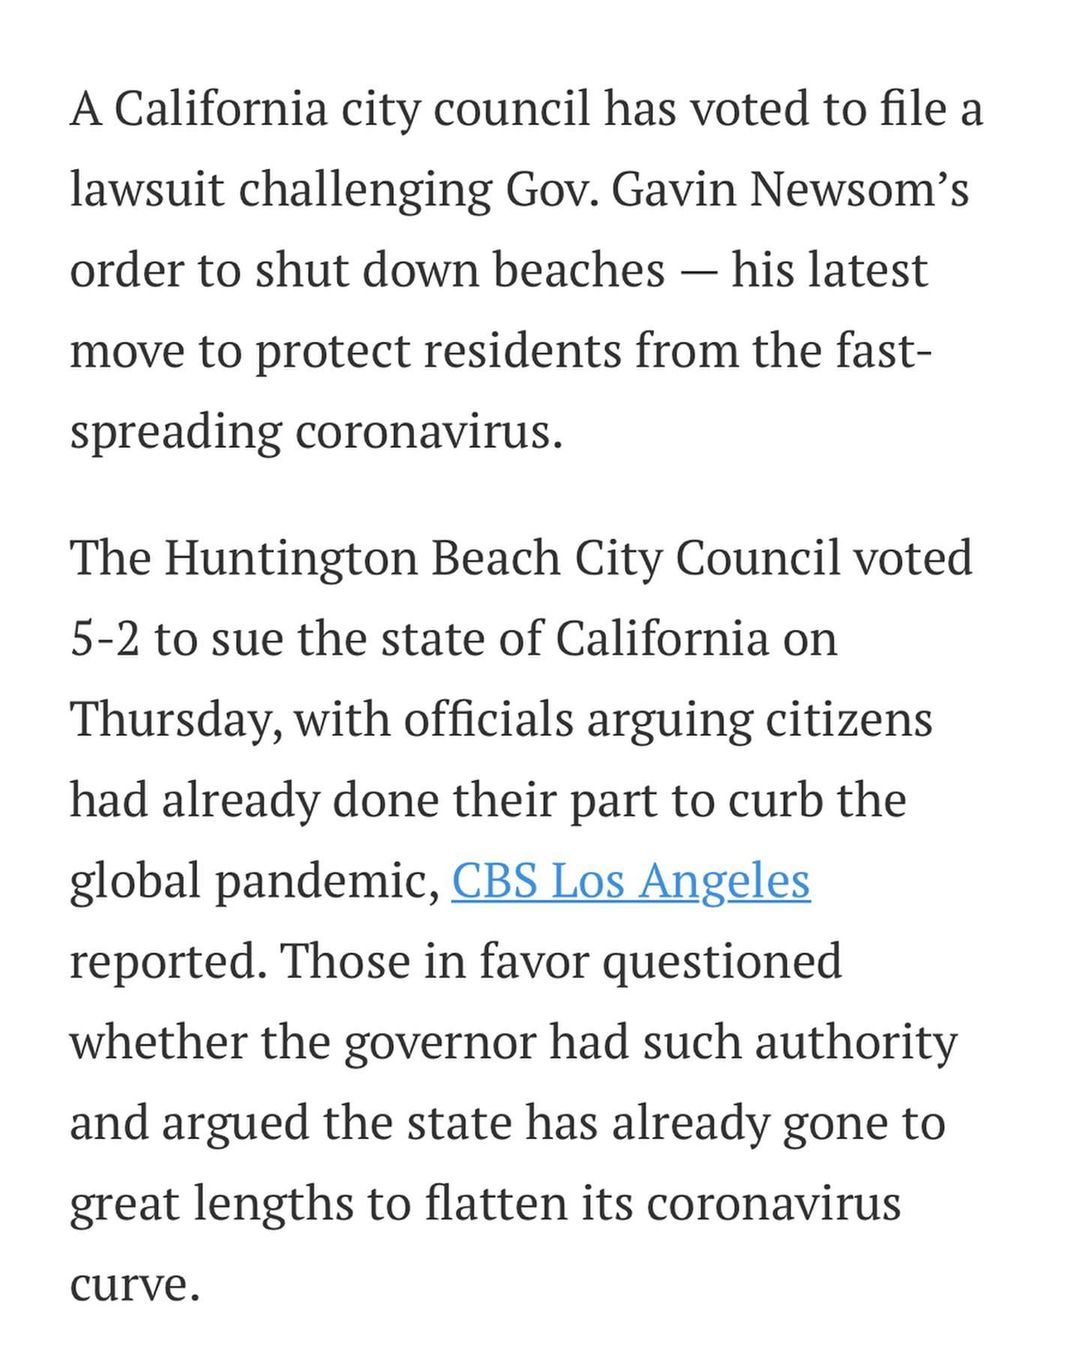 A California city council has voted to file a
lawsuit challenging Gov. Gavin Newsom’s
order to shut down beaches — his latest
move to protect residents from the fast-
spreading coronavirus.
The Huntington Beach City Council voted
5-2 to sue the state of California on
Thursday, with officials arguing citizens
had already done their part to curb the
global pandemic, CBS Los Angeles
reported. Those in favor questioned
whether the governor had such authority
and argued the state has already gone to
great lengths to flatten its coronavirus
curve.